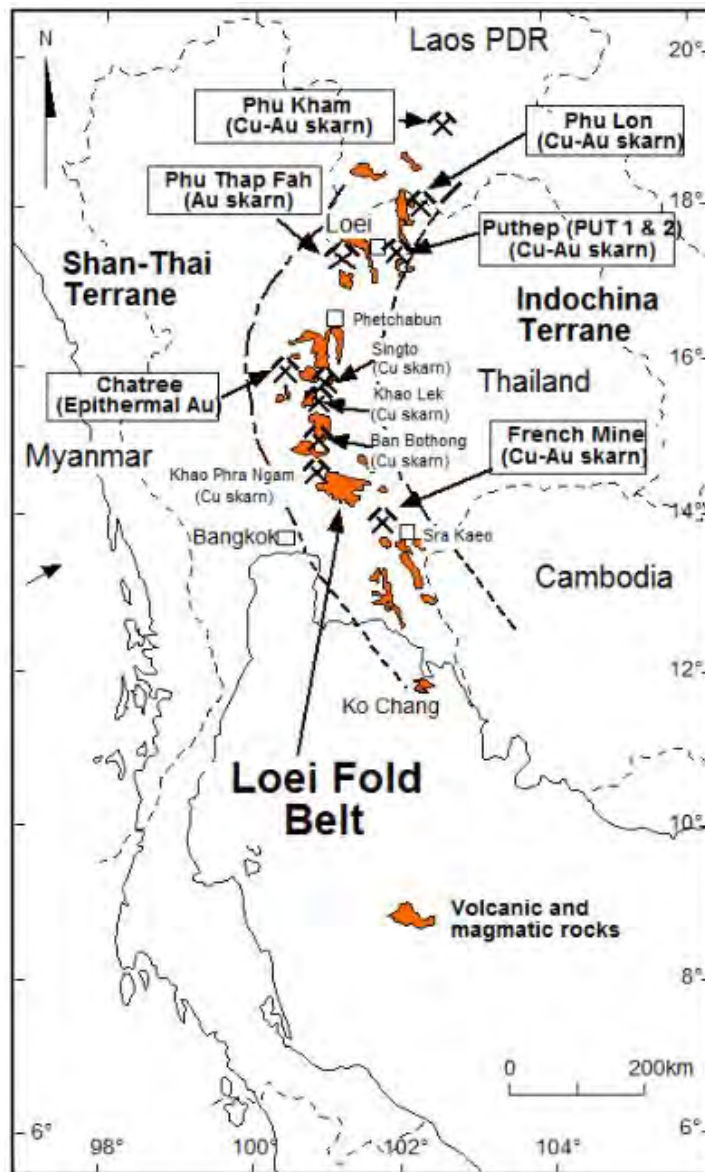 N
Laos PDR
20°
Phu Kham
(Cu-Au skarn)
Phu Lon
(Cu-Au skarn)
Phu Thap Fah
(Au skarn)
18°
Loei
Puthep (PUT 1 & 2)
(Cu-Au skarn)
Shan-Thai
Terrane
Indochina
Terrane
Phetchabun
Singto
(Cu skarn)
16°
Chatree
(Epithermal Au)
Thailand
Khao Lek
(Cu skarn)
Ban Bothong
(Cu skarn)
French Mine
(Cu-Au skarn)
Myanmar
Khao Phra Ngam
(Cu skarn)
14°
Bangkok
Sra Kaeo
Cambodia
12°
Ko Chang
Loei Fold
Belt
10°
Volcanic and
magmatic rocks
8°
0 200km
6°
6°
98° 100° 102° 104°